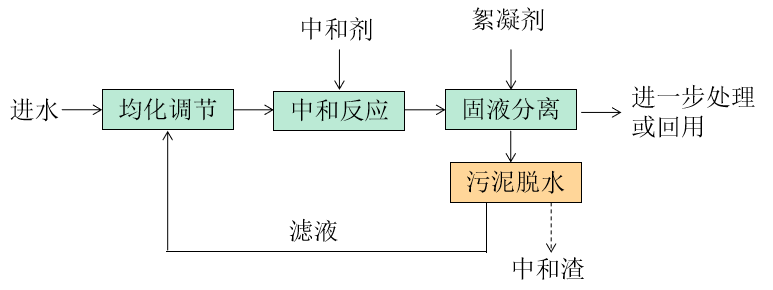 中和剂
絮凝剂
进水
均化调节
中和反应
固液分离
进一步处理
或回用
污泥脱水
滤液
中和渣